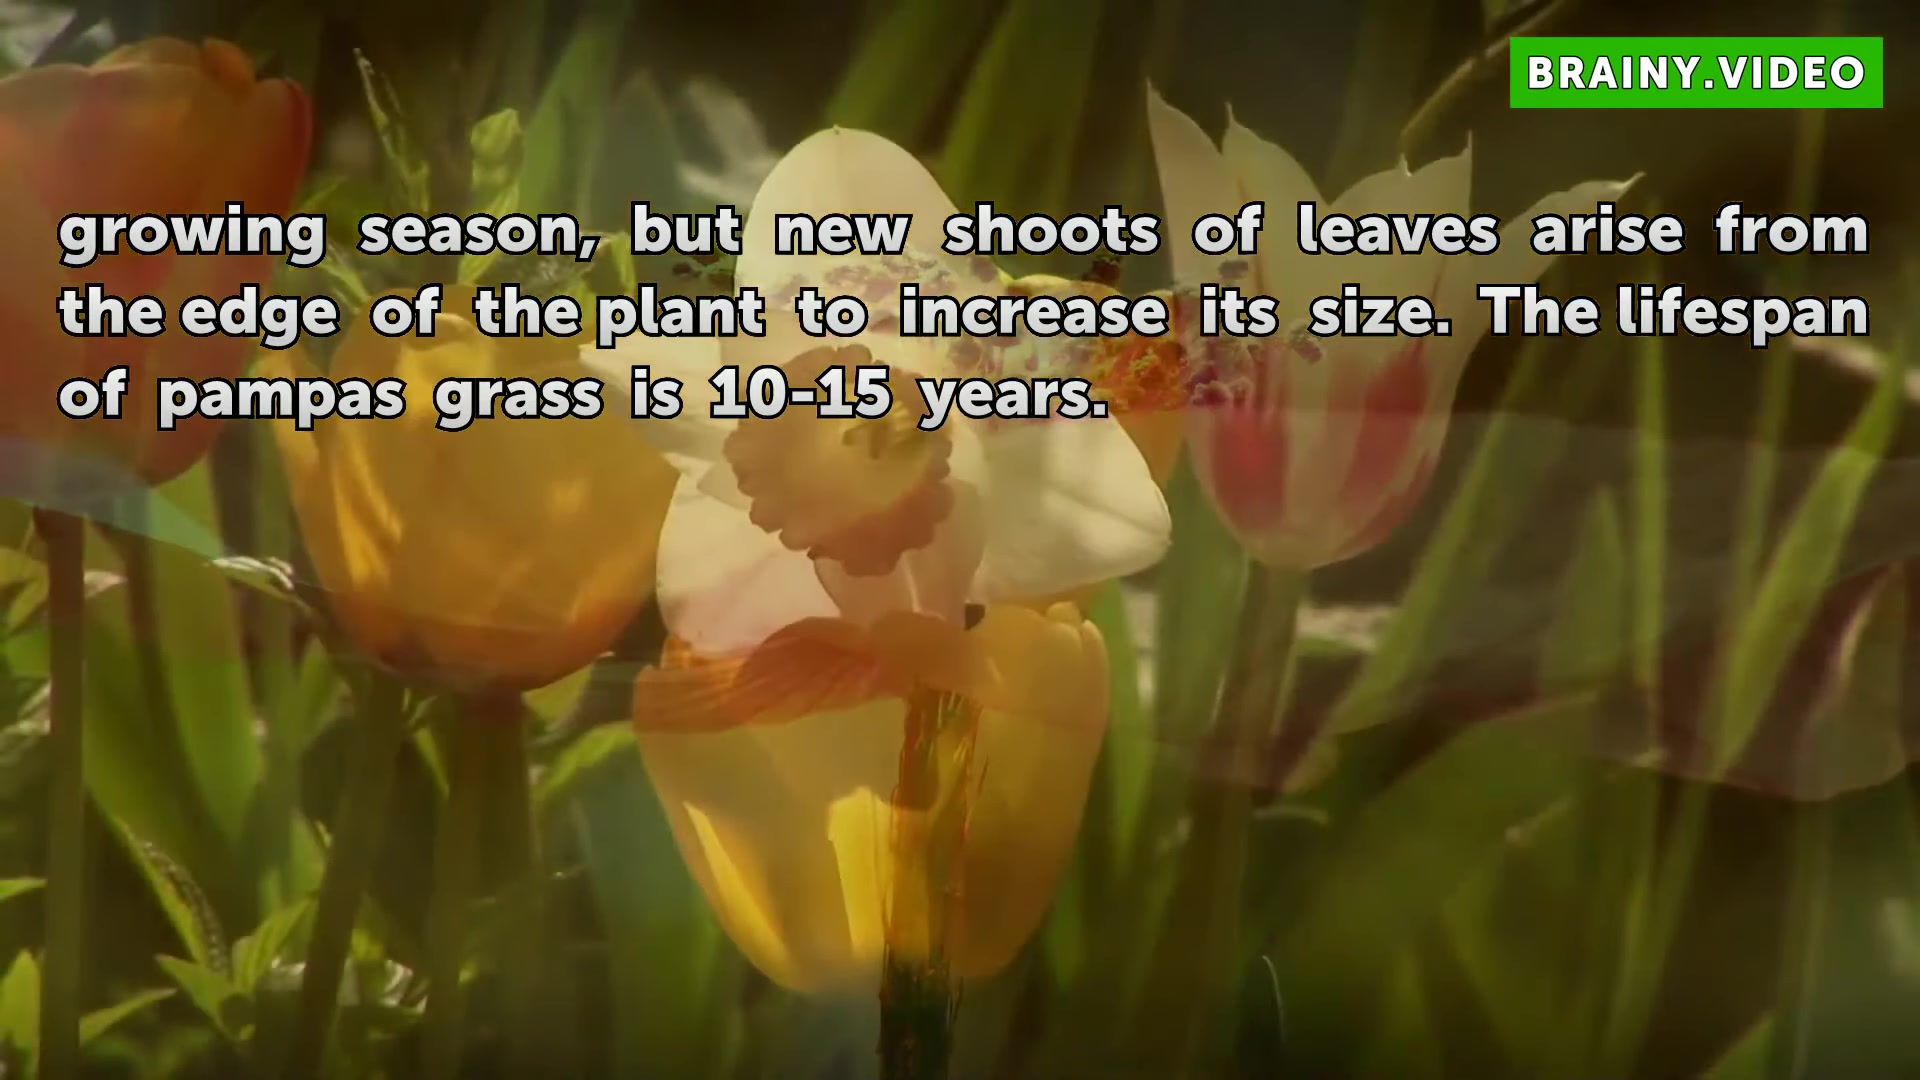 BRAINY.VIDEO
growing season, but new shoots of leaves arise from
the edge of the plant to increase its size. The lifespan
of pampas grass is 10-15 years.